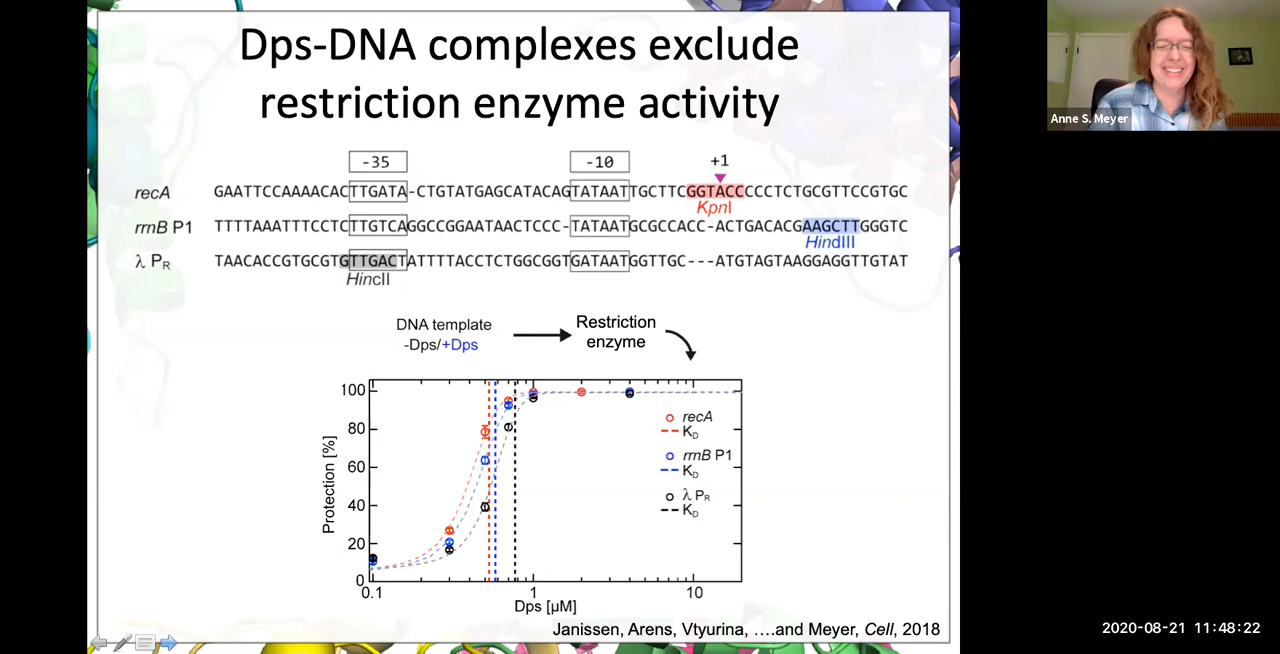 Dps-DNA complexes exclude
restriction enzyme activity
Anne S. Meyer
-35 -10 +1
recA GAATTCCAAAACACTTGATA-CTGTATGAGCATACAGTATAATTGCTTCGGTACCCCCTCTGCGTTCCGTGC
KpnI
rrnB P1 TTTTAAATTTCCTCTTGTCAGGCCGGAATAACTCCC-TATAATGCGCCACC-ACTGACACGAAGCTTGGGTC
HindIII
λ PR TAACACCGTGCGTGTTGACTATTTTACCTCTGGCGGTGATAATGGTTGC---ATGTAGTAAGGAGGTTGTAT
HincII
DNA template
-Dps/+Dps
Restriction
enzyme
100
80
60
40
20
0
Protection [%]
recA
KD
rrnB P1
KD
λ PR
KD
0.1 1 10
Dps [µM]
Janissen, Arens, Vtyurina, ....and Meyer, Cell, 2018
2020-08-21 11:48:22